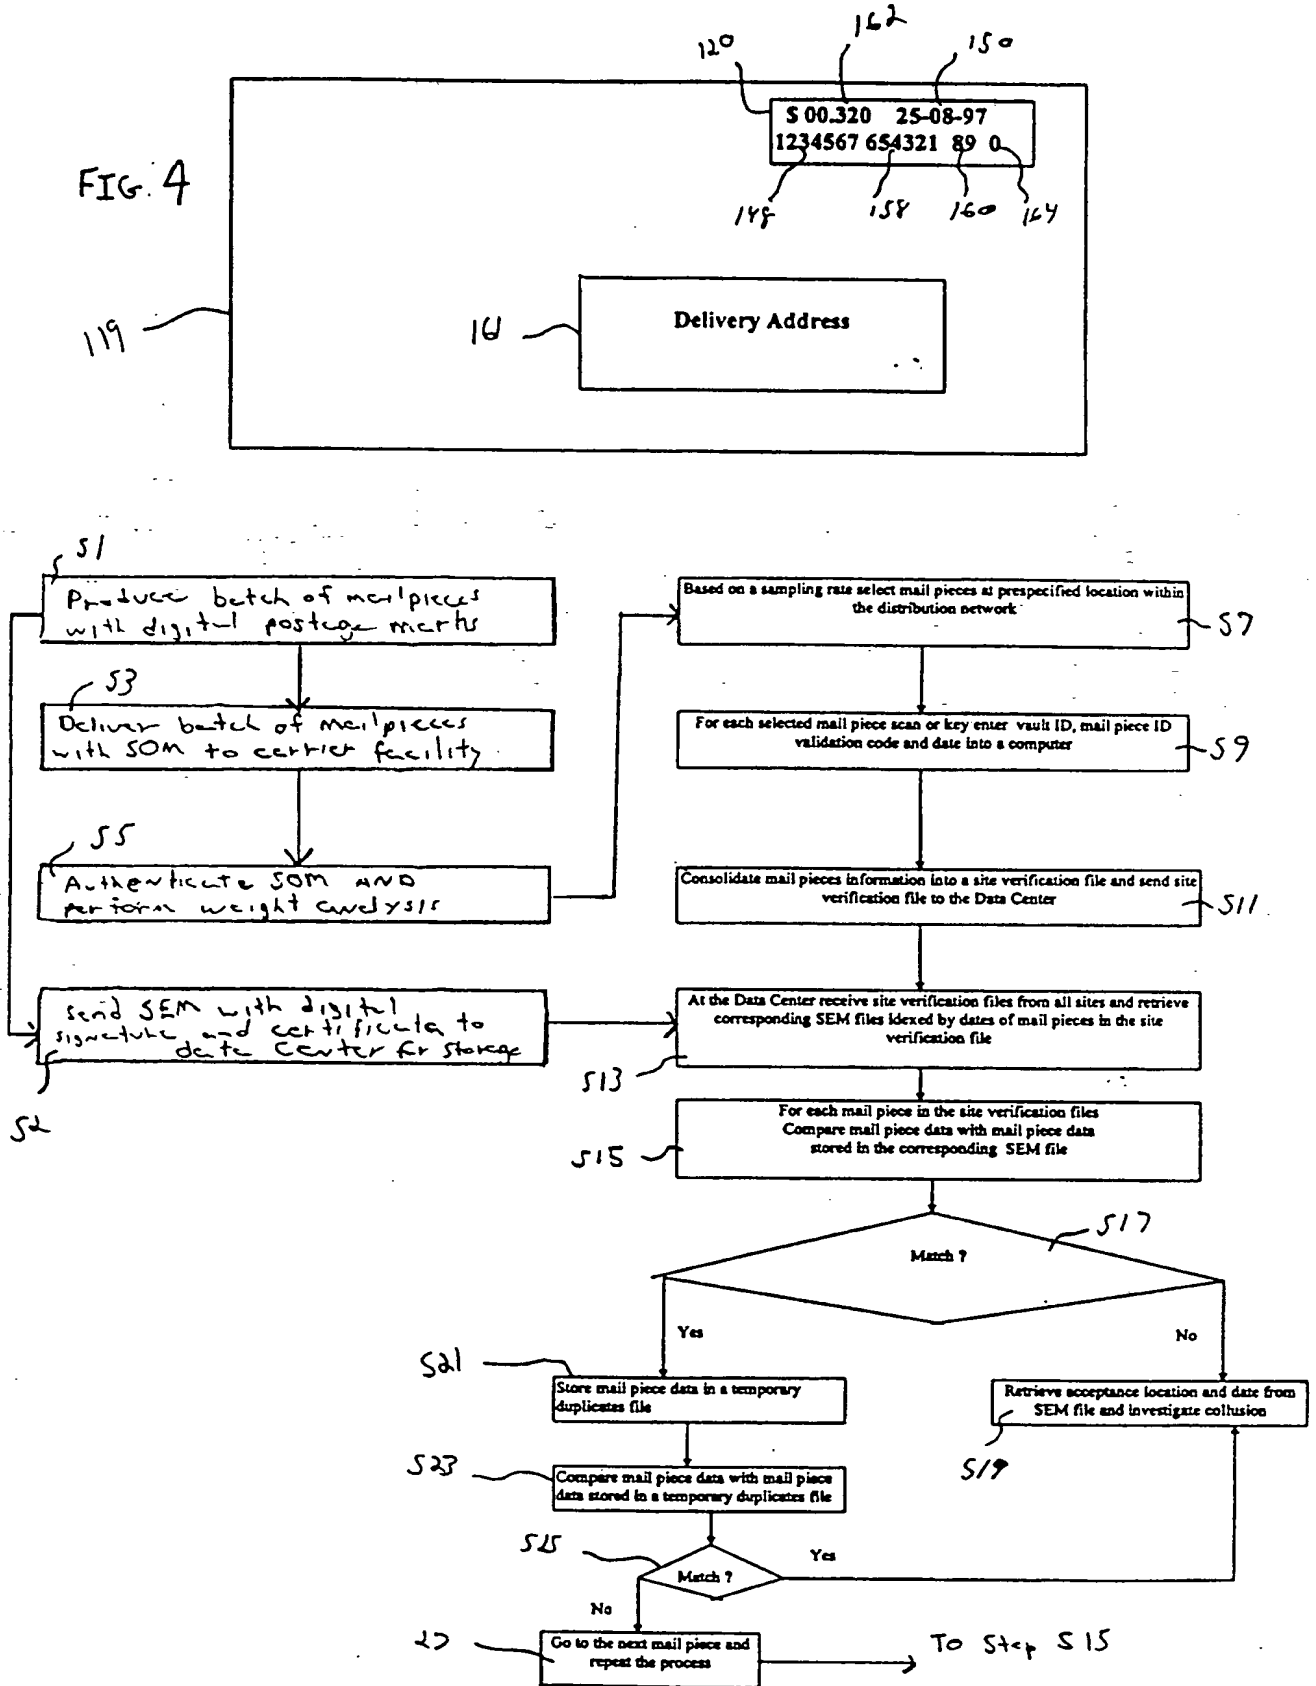 162
120
150
$ 00.320 25-08-97
1234567 654321 89 0
FIG. 4
148
158
160
164
119
161
Delivery Address
S1
Produce batch of mailpieces
with digital postage marks
S3
Deliver batch of mailpieces
with SOM to carrier facility
S5
Authenticate SOM AND
perform weight analysis
send SEM with digital
signature and certificate to
data center for storage
S2
Based on a sampling rate select mail pieces at prespecified location within
the distribution network
S7
For each selected mail piece scan or key enter vault ID, mail piece ID
validation code and date into a computer
S9
Consolidate mail pieces information into a site verification file and send site
verification file to the Data Center
S11
At the Data Center receive site verification files from all sites and retrieve
corresponding SEM files idexed by dates of mail pieces in the site
verification file
S13
For each mail piece in the site verification files
Compare mail piece data with mail piece data
stored in the corresponding SEM file
S15
S17
Match ?
Yes
No
S21
Store mail piece data in a temporary
duplicates file
Retrieve acceptance location and date from
SEM file and investigate collusion
S19
S23
Compare mail piece data with mail piece
data stored in a temporary duplicates file
S25
Match ?
Yes
No
27
Go to the next mail piece and
repeat the process
TO Step S15